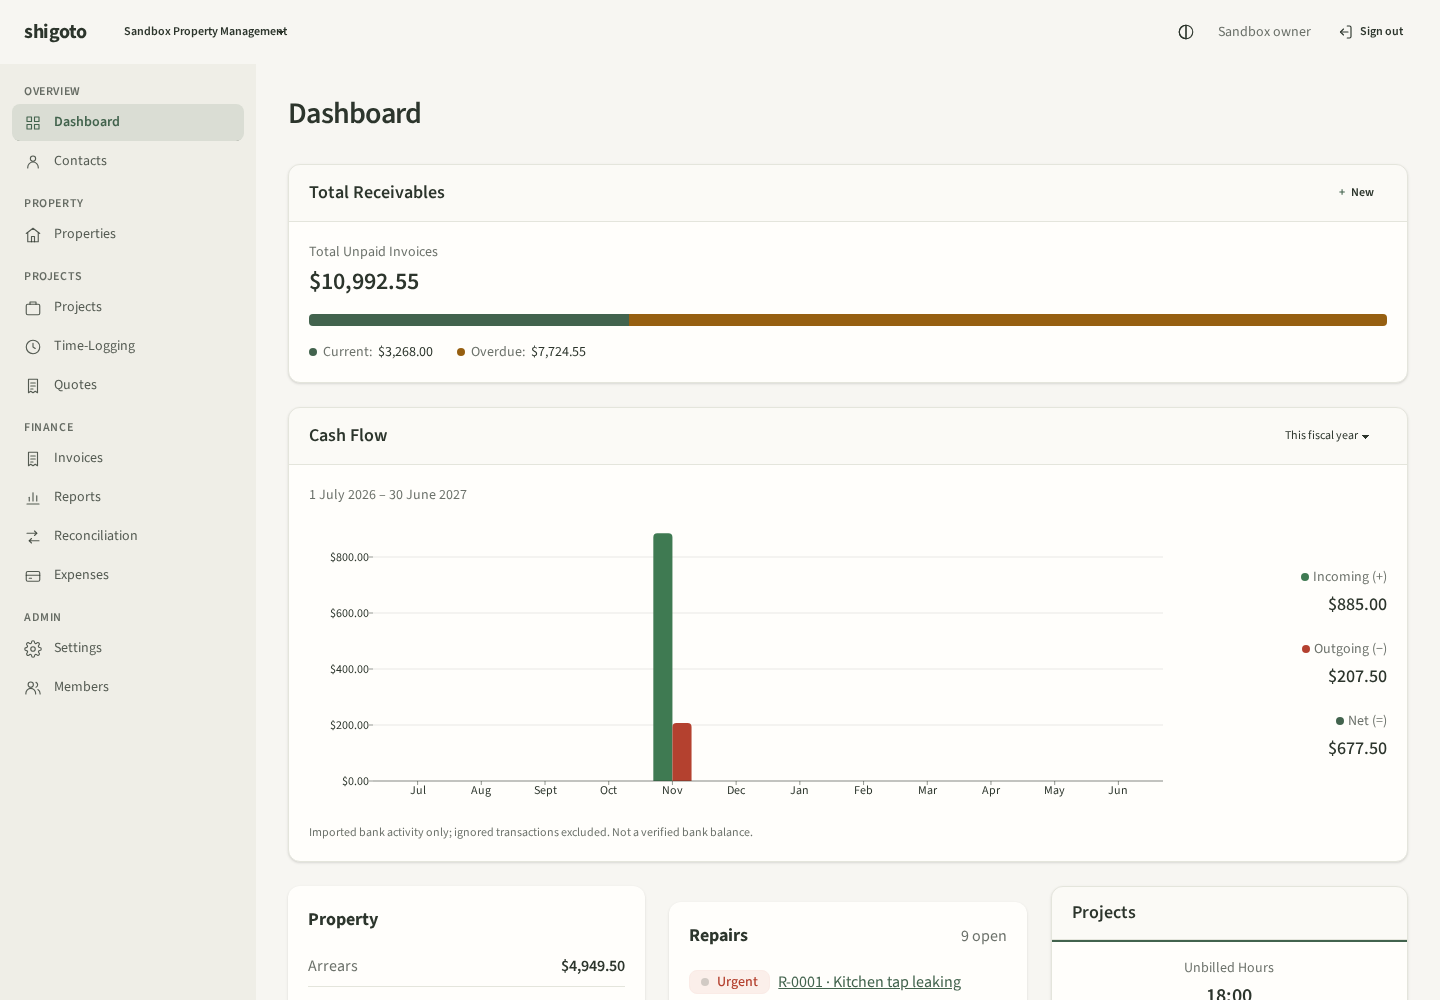 shigoto
Sandbox Property Management
Sandbox owner
Sign out
OVERVIEW
Dashboard
Contacts
PROPERTY
Properties
PROJECTS
Projects
Time-Logging
Quotes
FINANCE
Invoices
Reports
Reconciliation
Expenses
ADMIN
Settings
Members
Dashboard
Total Receivables
+ New
Total Unpaid Invoices
$10,992.55
Current: $3,268.00 Overdue: $7,724.55
Cash Flow
This fiscal year
1 July 2026 – 30 June 2027
$800.00
$600.00
$400.00
$200.00
$0.00
Jul Aug Sept Oct Nov Dec Jan Feb Mar Apr May Jun
Incoming (+)
$885.00
Outgoing (−)
$207.50
Net (=)
$677.50
Imported bank activity only; ignored transactions excluded. Not a verified bank balance.
Property
Arrears $4,949.50
Repairs 9 open
Urgent R-0001 · Kitchen tap leaking
Projects
Unbilled Hours
18:00